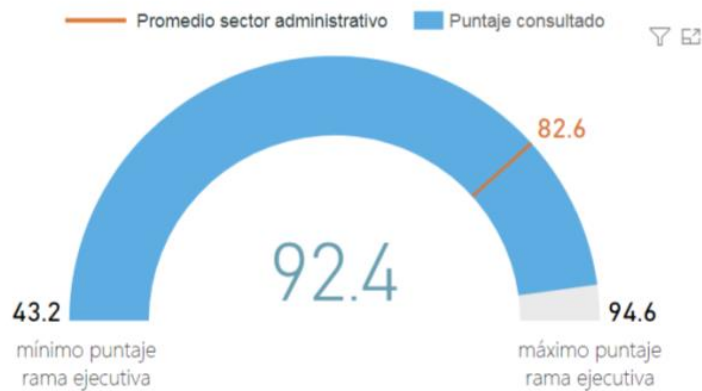 Promedio sector administrativo Puntaje consultado
82.6
92.4
43.2 94.6
mínimo puntaje máximo puntaje
rama ejecutiva rama ejecutiva